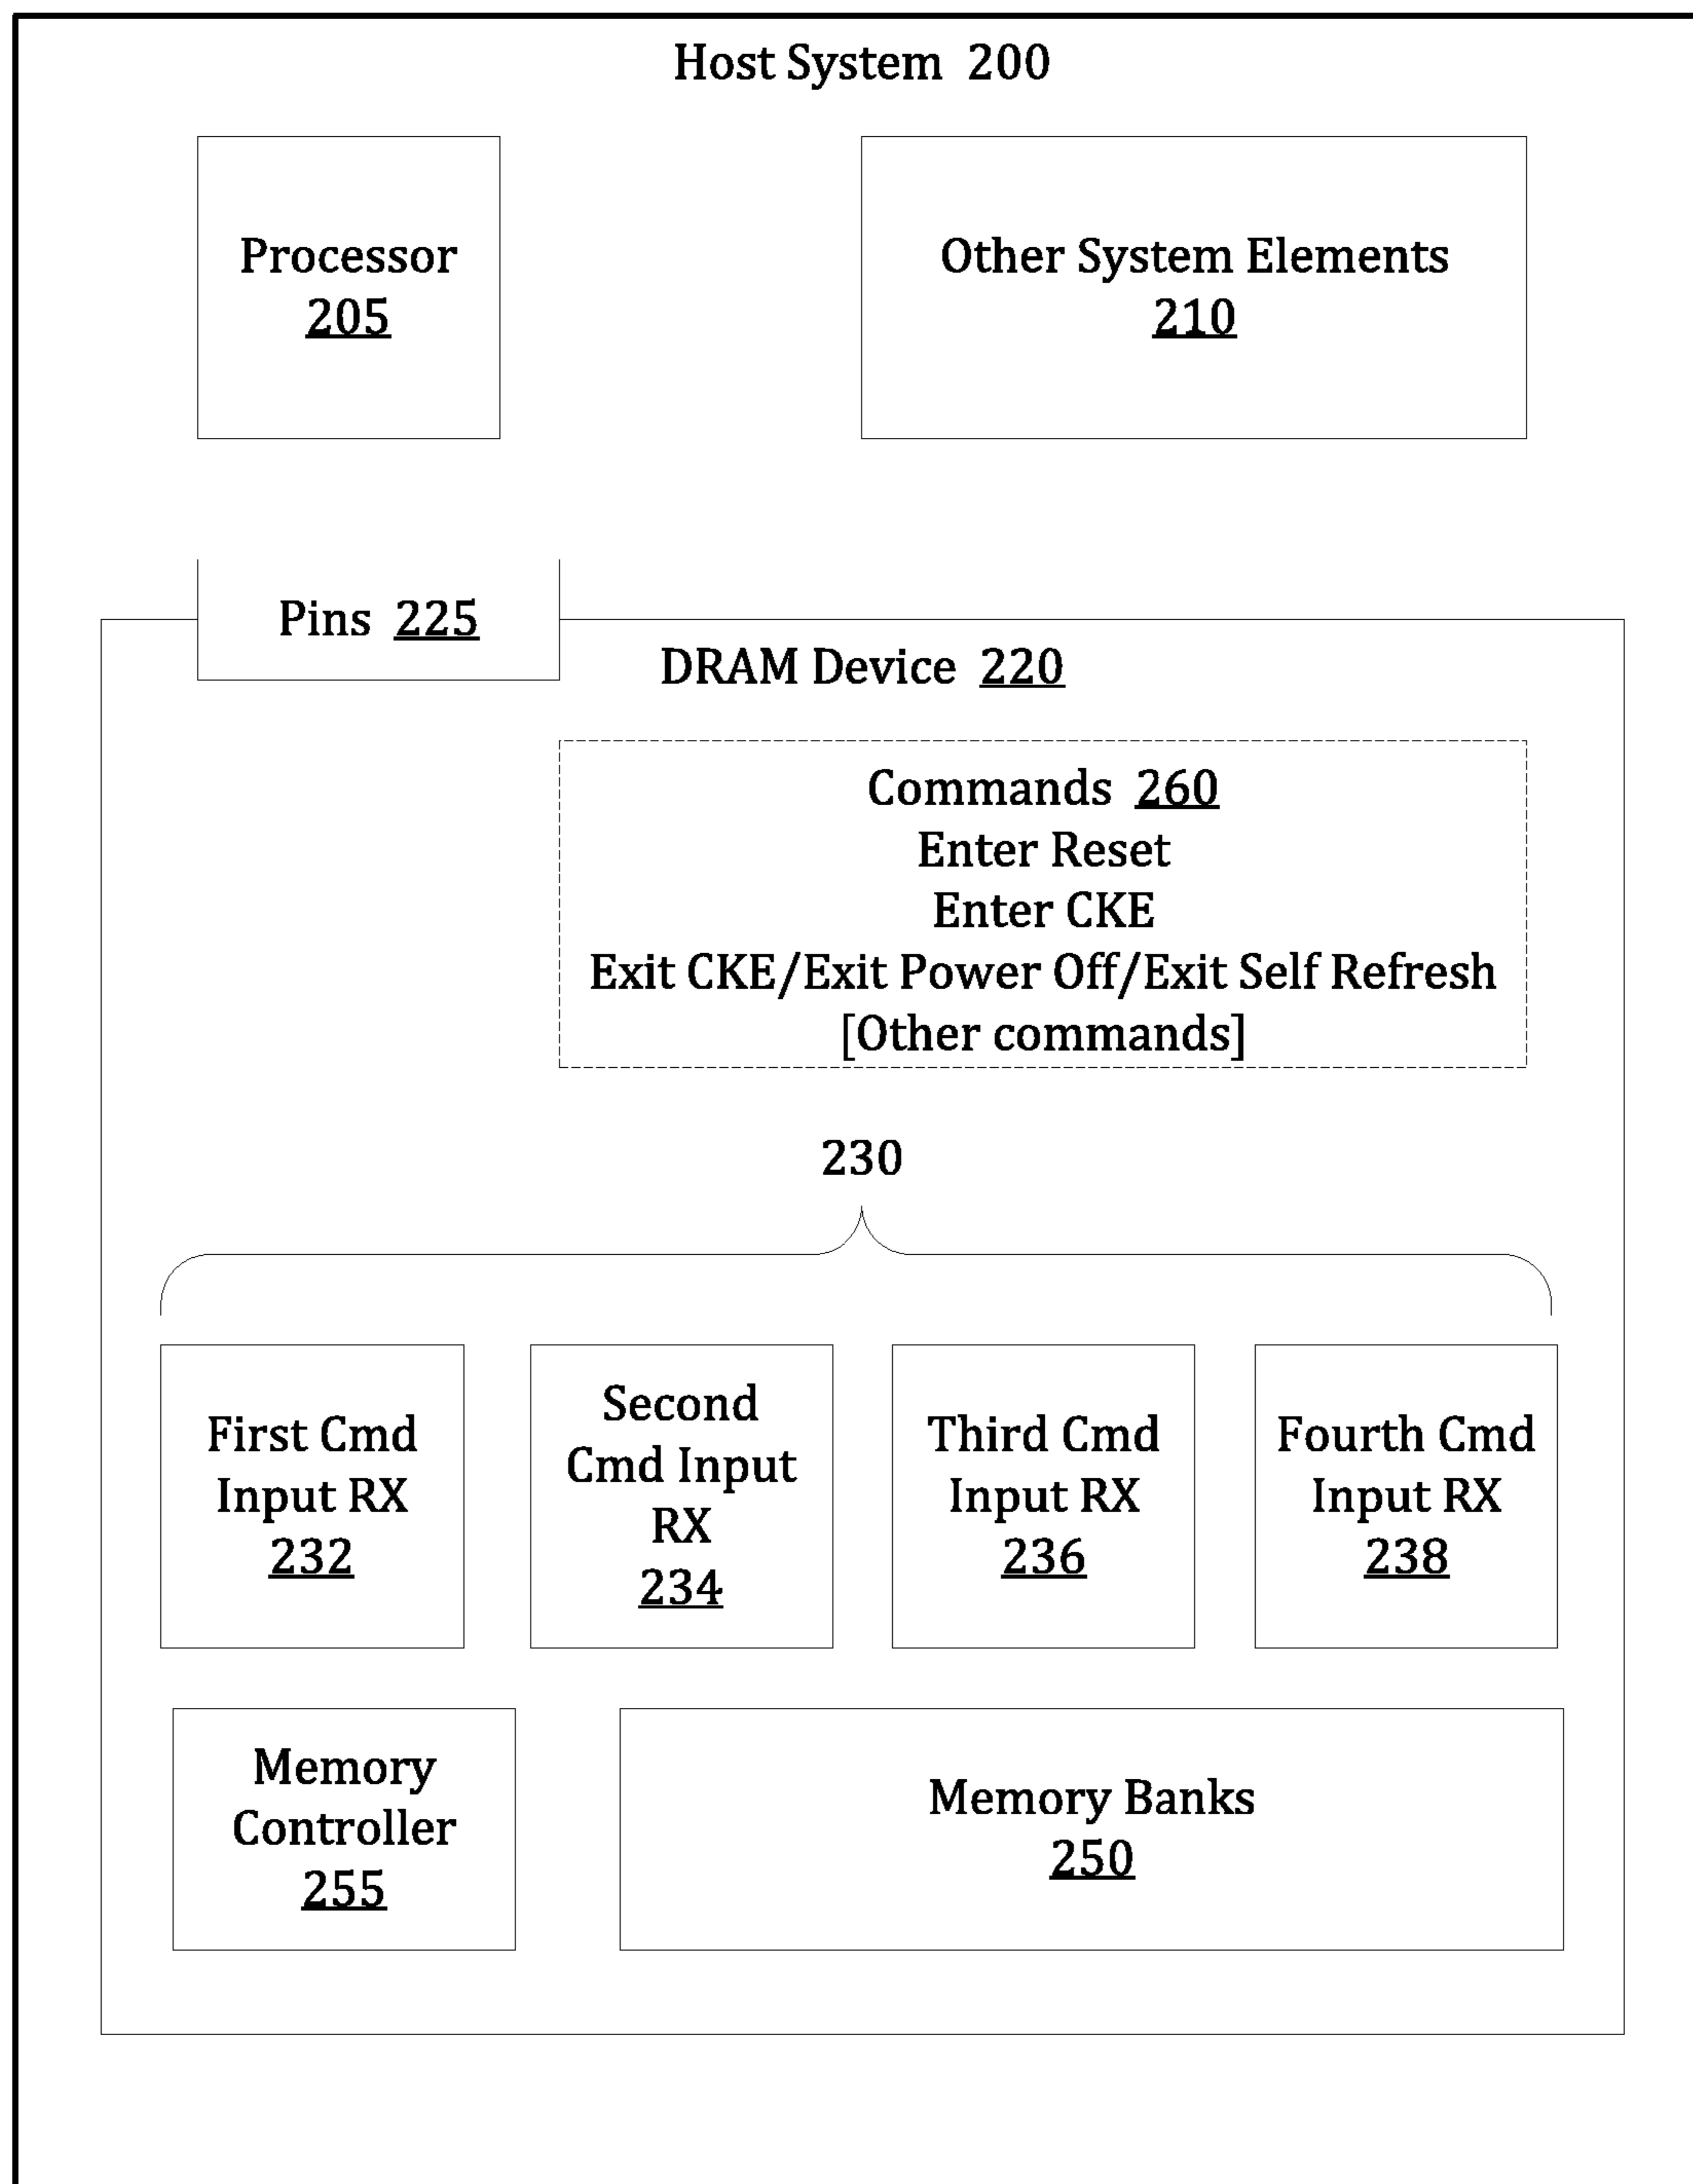 Host System 200
Processor
205
Other System Elements
210
Pins 225
DRAM Device 220
Commands 260
Enter Reset
Enter CKE
Exit CKE/Exit Power Off/Exit Self Refresh
[Other commands]
230
First Cmd
Input RX
232
Second
Cmd Input
RX
234
Third Cmd
Input RX
236
Fourth Cmd
Input RX
238
Memory
Controller
255
Memory Banks
250